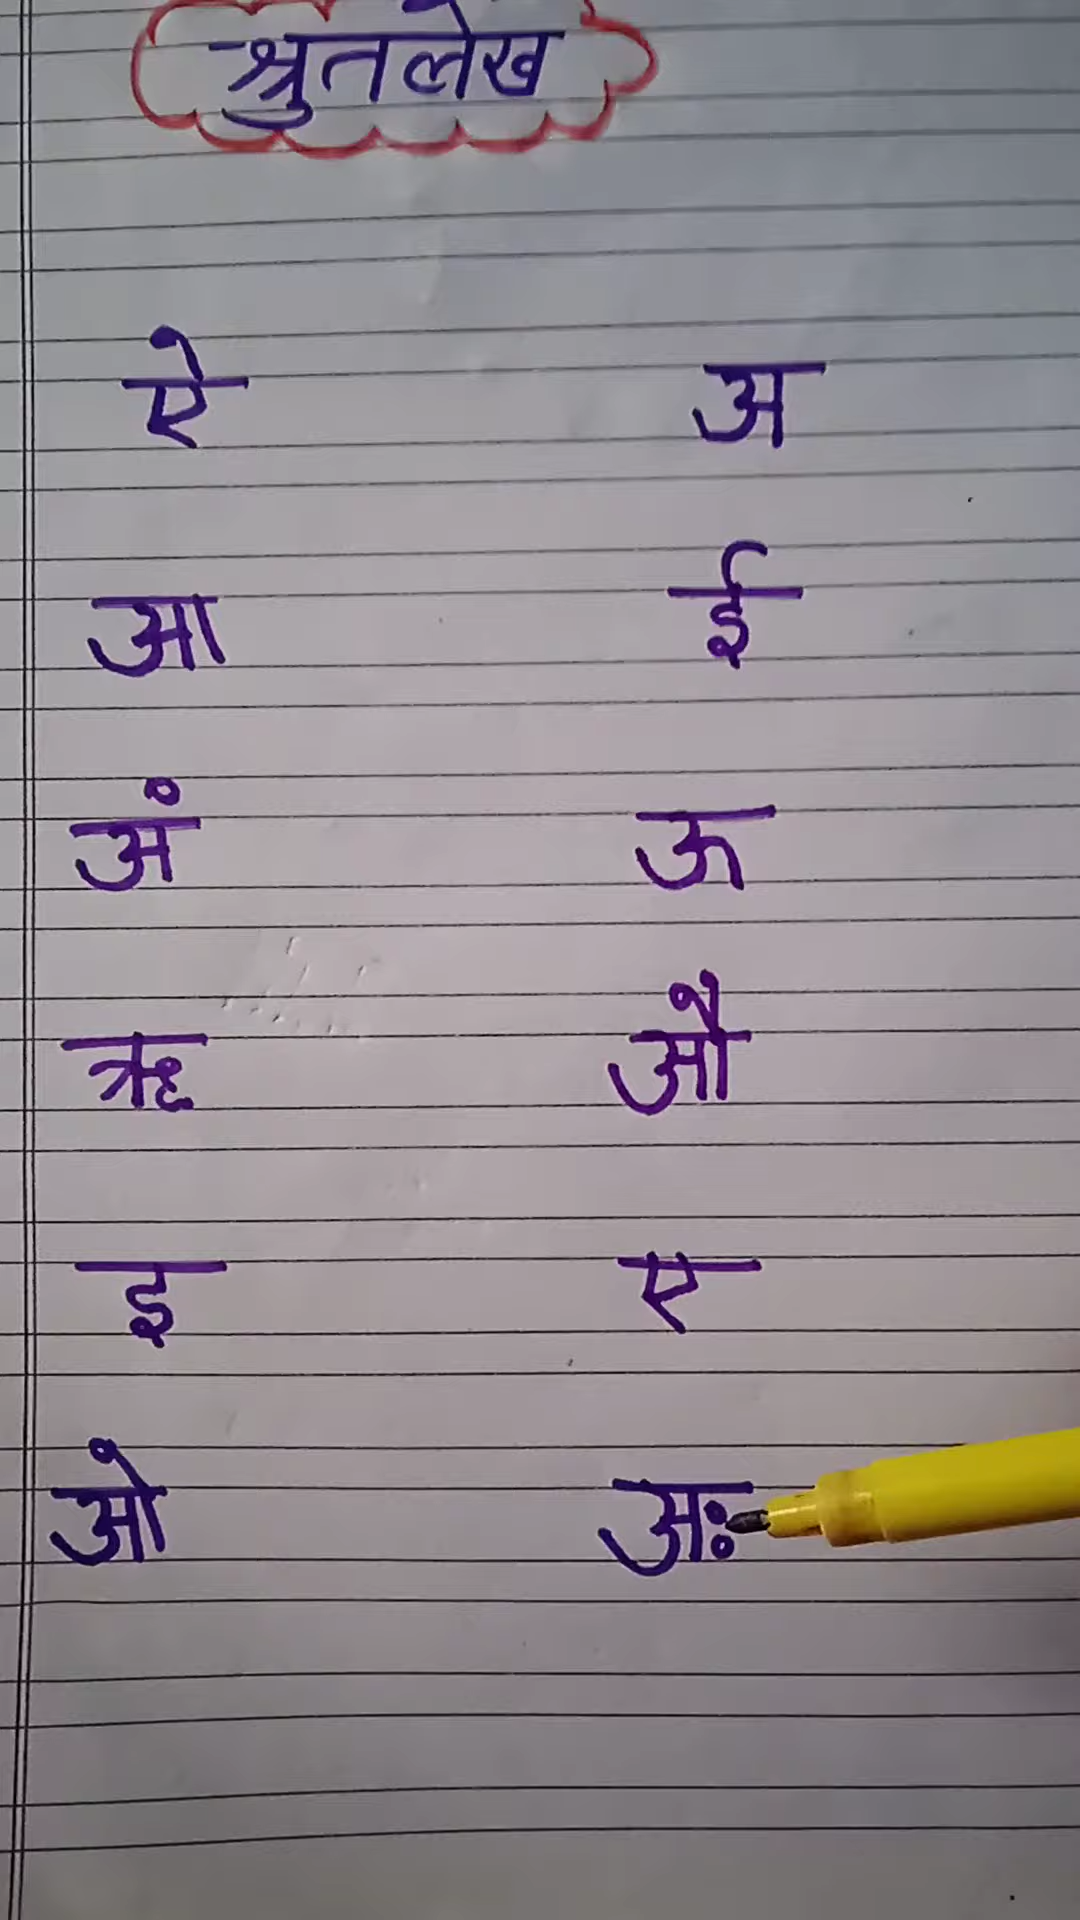 श्रुतलेख
ऐ अ
आ ई
अं ऊ
ऋ औ
इ ए
ओ अः